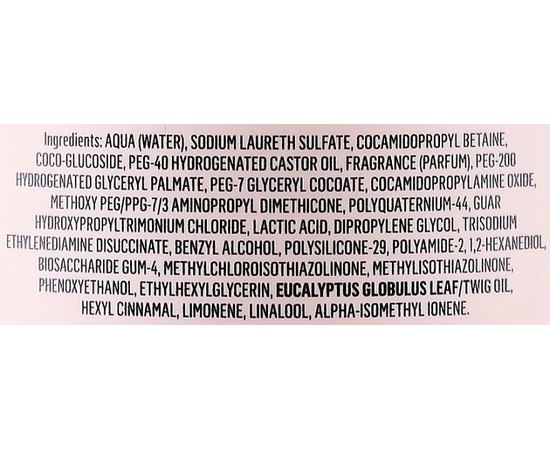 Ingredients: AQUA (WATER), SODIUM LAURETH SULFATE, COCAMIDOPROPYL BETAINE,
COCO-GLUCOSIDE, PEG-40 HYDROGENATED CASTOR OIL, FRAGRANCE (PARFUM), PEG-200
HYDROGENATED GLYCERYL PALMATE, PEG-7 GLYCERYL COCOATE, COCAMIDOPROPYLAMINE OXIDE,
METHOXY PEG/PPG-7/3 AMINOPROPYL DIMETHICONE, POLYQUATERNIUM-44, GUAR
HYDROXYPROPYLTRIMONIUM CHLORIDE, LACTIC ACID, DIPROPYLENE GLYCOL, TRISODIUM
ETHYLENEDIAMINE DISUCCINATE, BENZYL ALCOHOL, POLYSILICONE-29, POLYAMIDE-2, 1,2-HEXANEDIOL,
BIOSACCHARIDE GUM-4, METHYLCHLOROISOTHIAZOLINONE, METHYLISOTHIAZOLINONE,
PHENOXYETHANOL, ETHYLHEXYLGLYCERIN, EUCALYPTUS GLOBULUS LEAF/TWIG OIL,
HEXYL CINNAMAL, LIMONENE, LINALOOL, ALPHA-ISOMETHYL IONENE.